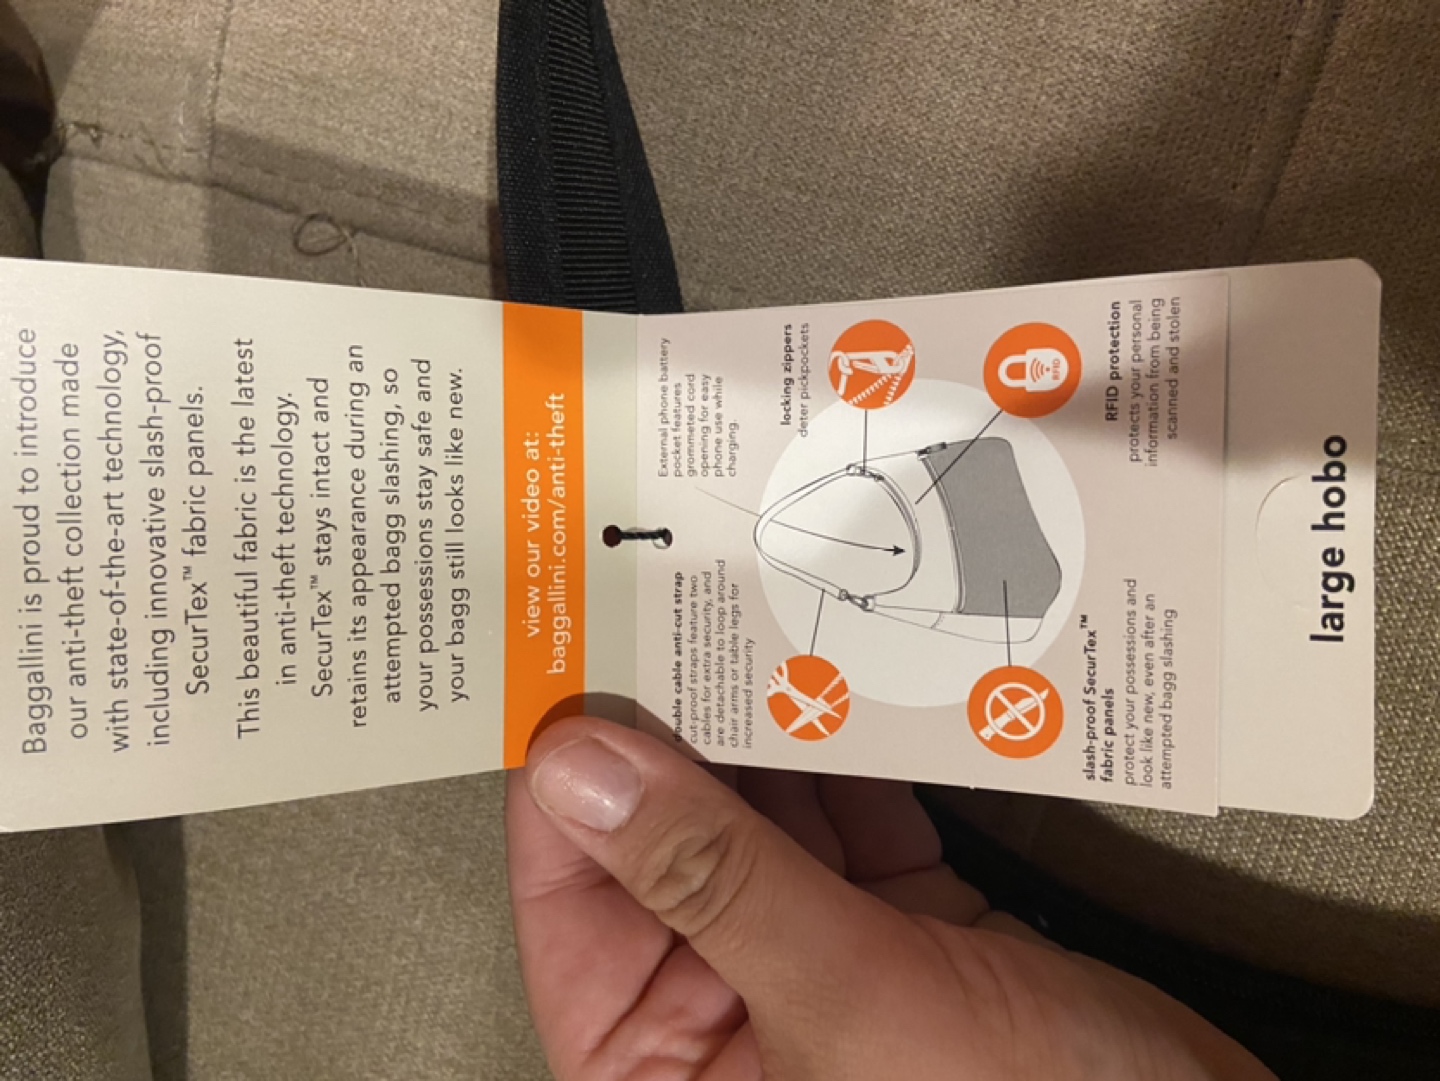 Baggallini is proud to introduce
our anti-theft collection made
with state-of-the-art technology,
including innovative slash-proof
SecurTex™ fabric panels.
This beautiful fabric is the latest
in anti-theft technology.
SecurTex™ stays intact and
retains its appearance during an
attempted bagg slashing, so
your possessions stay safe and
your bagg still looks like new.
view our video at:
baggallini.com/anti-theft
double cable anti-cut strap
cut-proof straps feature two
cables for extra security, and
are detachable to loop around
chair arms or table legs for
increased security
External phone battery
pocket features
grommeted cord
opening for easy
phone use while
charging.
locking zippers
deter pickpockets
RFID
slash-proof SecurTex™
fabric panels
protect your possessions and
look like new, even after an
attempted bagg slashing
RFID protection
protects your personal
information from being
scanned and stolen
large hobo